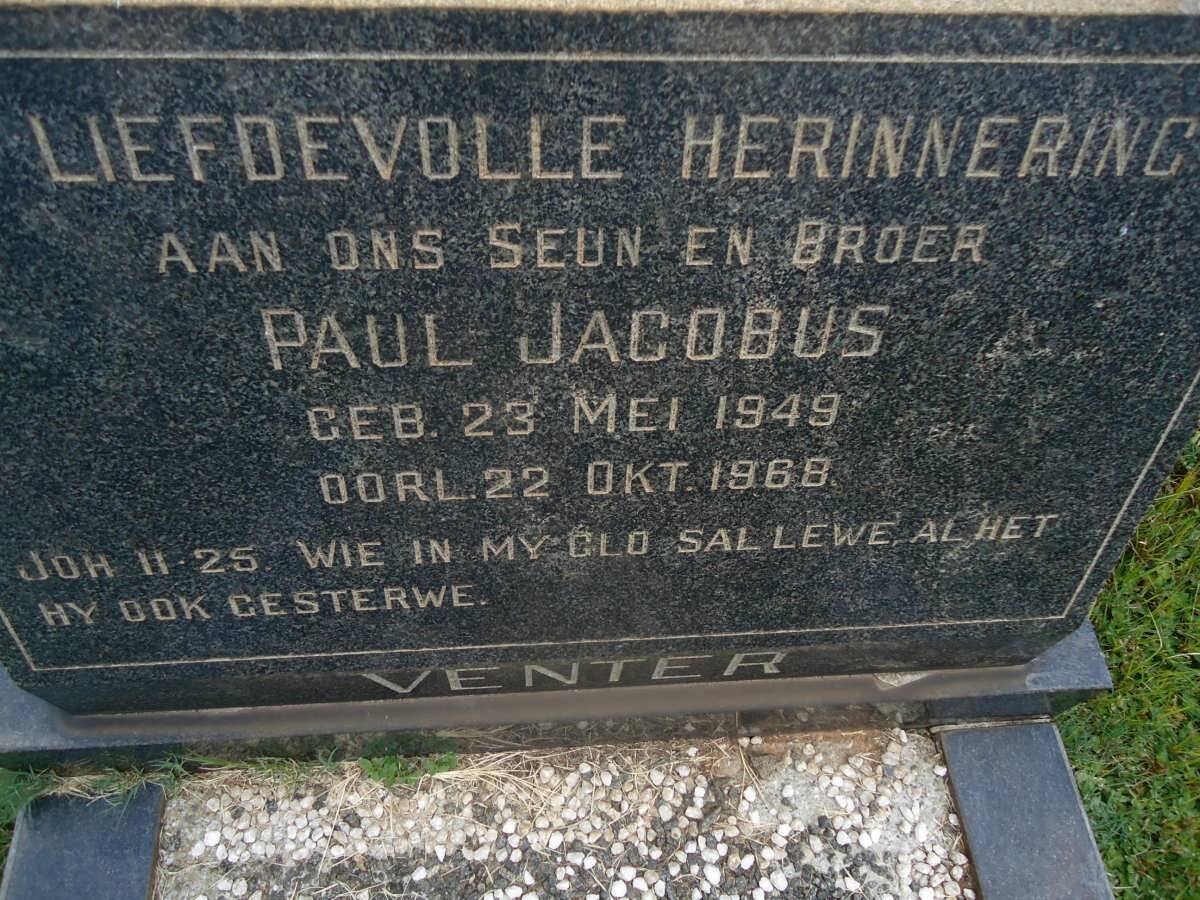 LIEFDEVOLLE HERINNERING
AAN ONS SEUN EN BROER
PAUL JACOBUS
GEB. 23 MEI 1949
OORL. 22 OKT. 1968.
JOH 11·25. WIE IN MY GLO SAL LEWE, AL HET
HY OOK GESTERWE.
VENTER